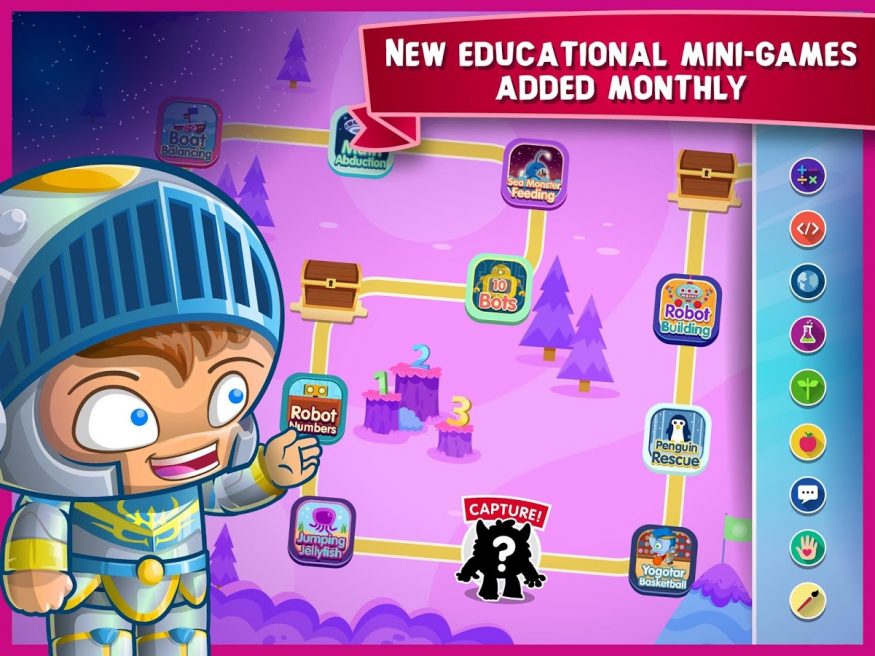 NEW EDUCATIONAL MINI-GAMES
ADDED MONTHLY
Boat
Balancing
Math
Abduction
Sea Monster
Feeding
10
Bots
Robot
Building
Robot
Numbers
1
2
3
Penguin
Rescue
CAPTURE!
?
Jumping
Jellyfish
Yogotar
Basketball